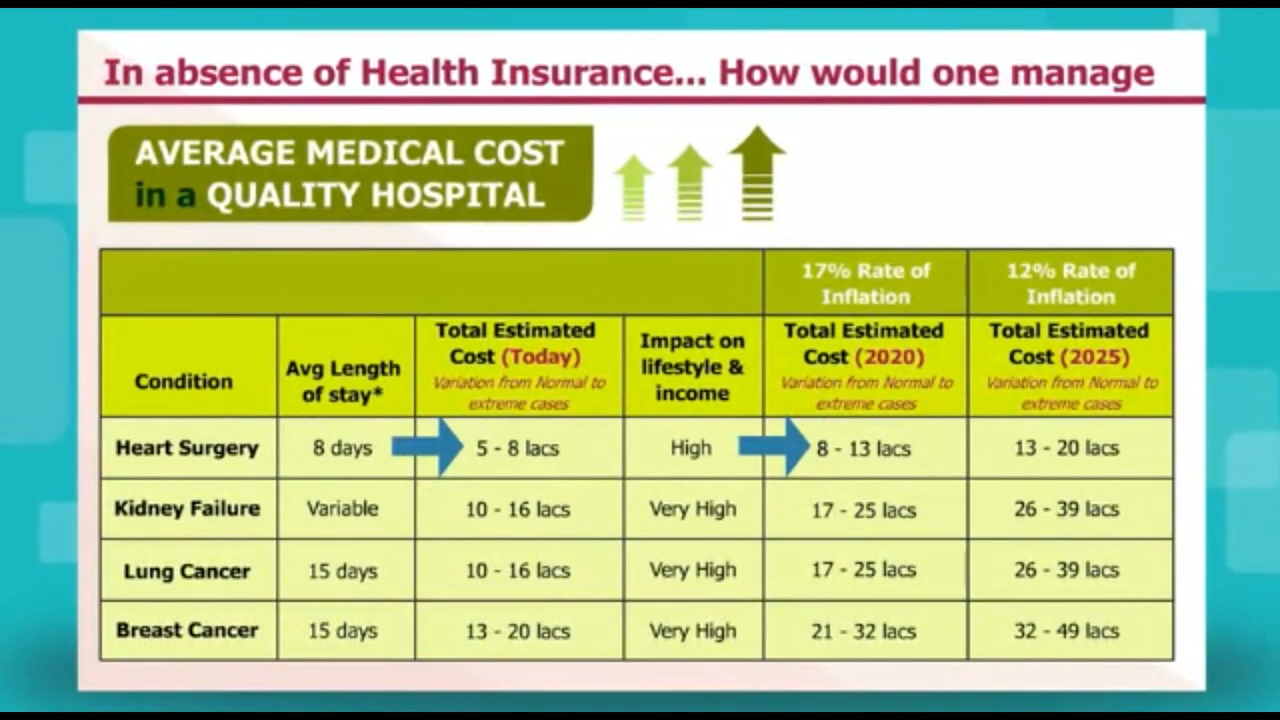 In absence of Health Insurance... How would one manage
AVERAGE MEDICAL COST
in a QUALITY HOSPITAL
17% Rate of
Inflation
12% Rate of
Inflation
Condition
Avg Length
of stay*
Total Estimated
Cost (Today)
Variation from Normal to
extreme cases
Impact on
lifestyle &
income
Total Estimated
Cost (2020)
Variation from Normal to
extreme cases
Total Estimated
Cost (2025)
Variation from Normal to
extreme cases
Heart Surgery 8 days 5 - 8 lacs High 8 - 13 lacs 13 - 20 lacs
Kidney Failure Variable 10 - 16 lacs Very High 17 - 25 lacs 26 - 39 lacs
Lung Cancer 15 days 10 - 16 lacs Very High 17 - 25 lacs 26 - 39 lacs
Breast Cancer 15 days 13 - 20 lacs Very High 21 - 32 lacs 32 - 49 lacs